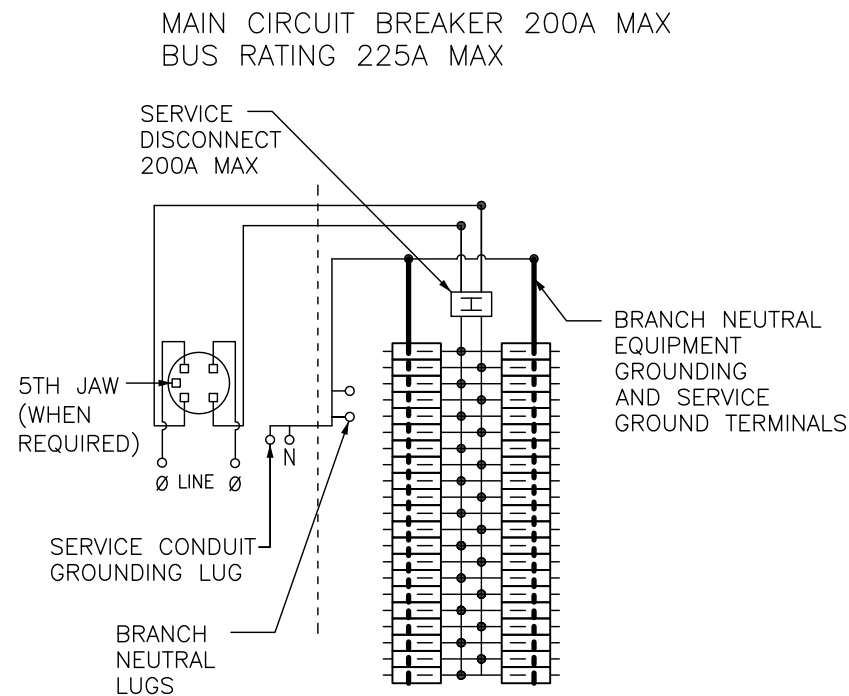 MAIN CIRCUIT BREAKER 200A MAX
BUS RATING 225A MAX
SERVICE
DISCONNECT
200A MAX
BRANCH NEUTRAL
EQUIPMENT
GROUNDING
AND SERVICE
GROUND TERMINALS
5TH JAW
(WHEN
REQUIRED)
Ø LINE Ø
N
SERVICE CONDUIT
GROUNDING LUG
BRANCH
NEUTRAL
LUGS